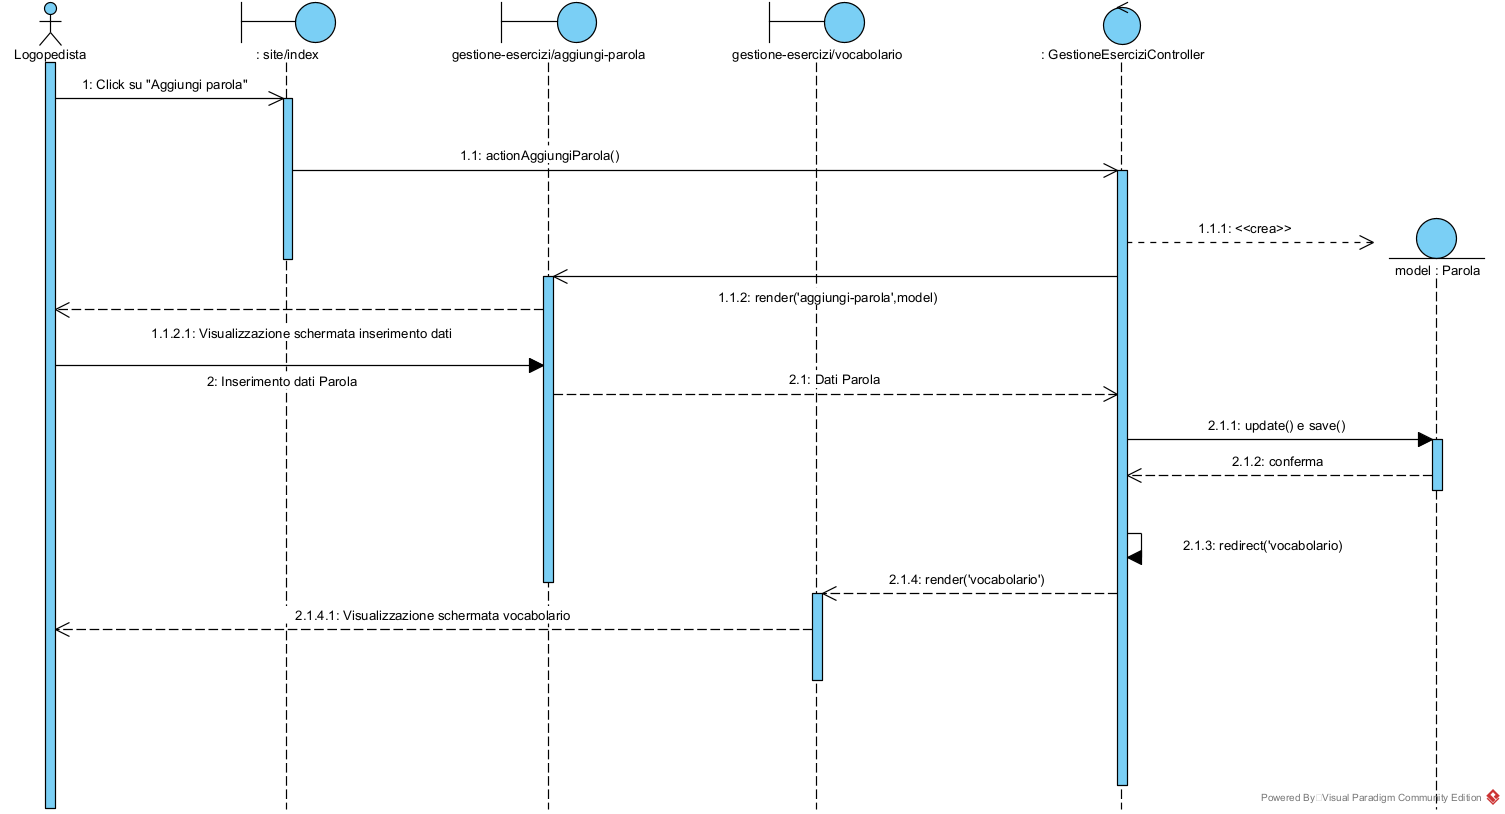 Logopedista
: site/index
gestione-esercizi/aggiungi-parola
gestione-esercizi/vocabolario
: GestioneEserciziController
1: Click su "Aggiungi parola"
1.1: actionAggiungiParola()
1.1.1: <<crea>>
model : Parola
1.1.2: render('aggiungi-parola',model)
1.1.2.1: Visualizzazione schermata inserimento dati
2: Inserimento dati Parola
2.1: Dati Parola
2.1.1: update() e save()
2.1.2: conferma
2.1.3: redirect('vocabolario)
2.1.4: render('vocabolario')
2.1.4.1: Visualizzazione schermata vocabolario
Powered By Visual Paradigm Community Edition